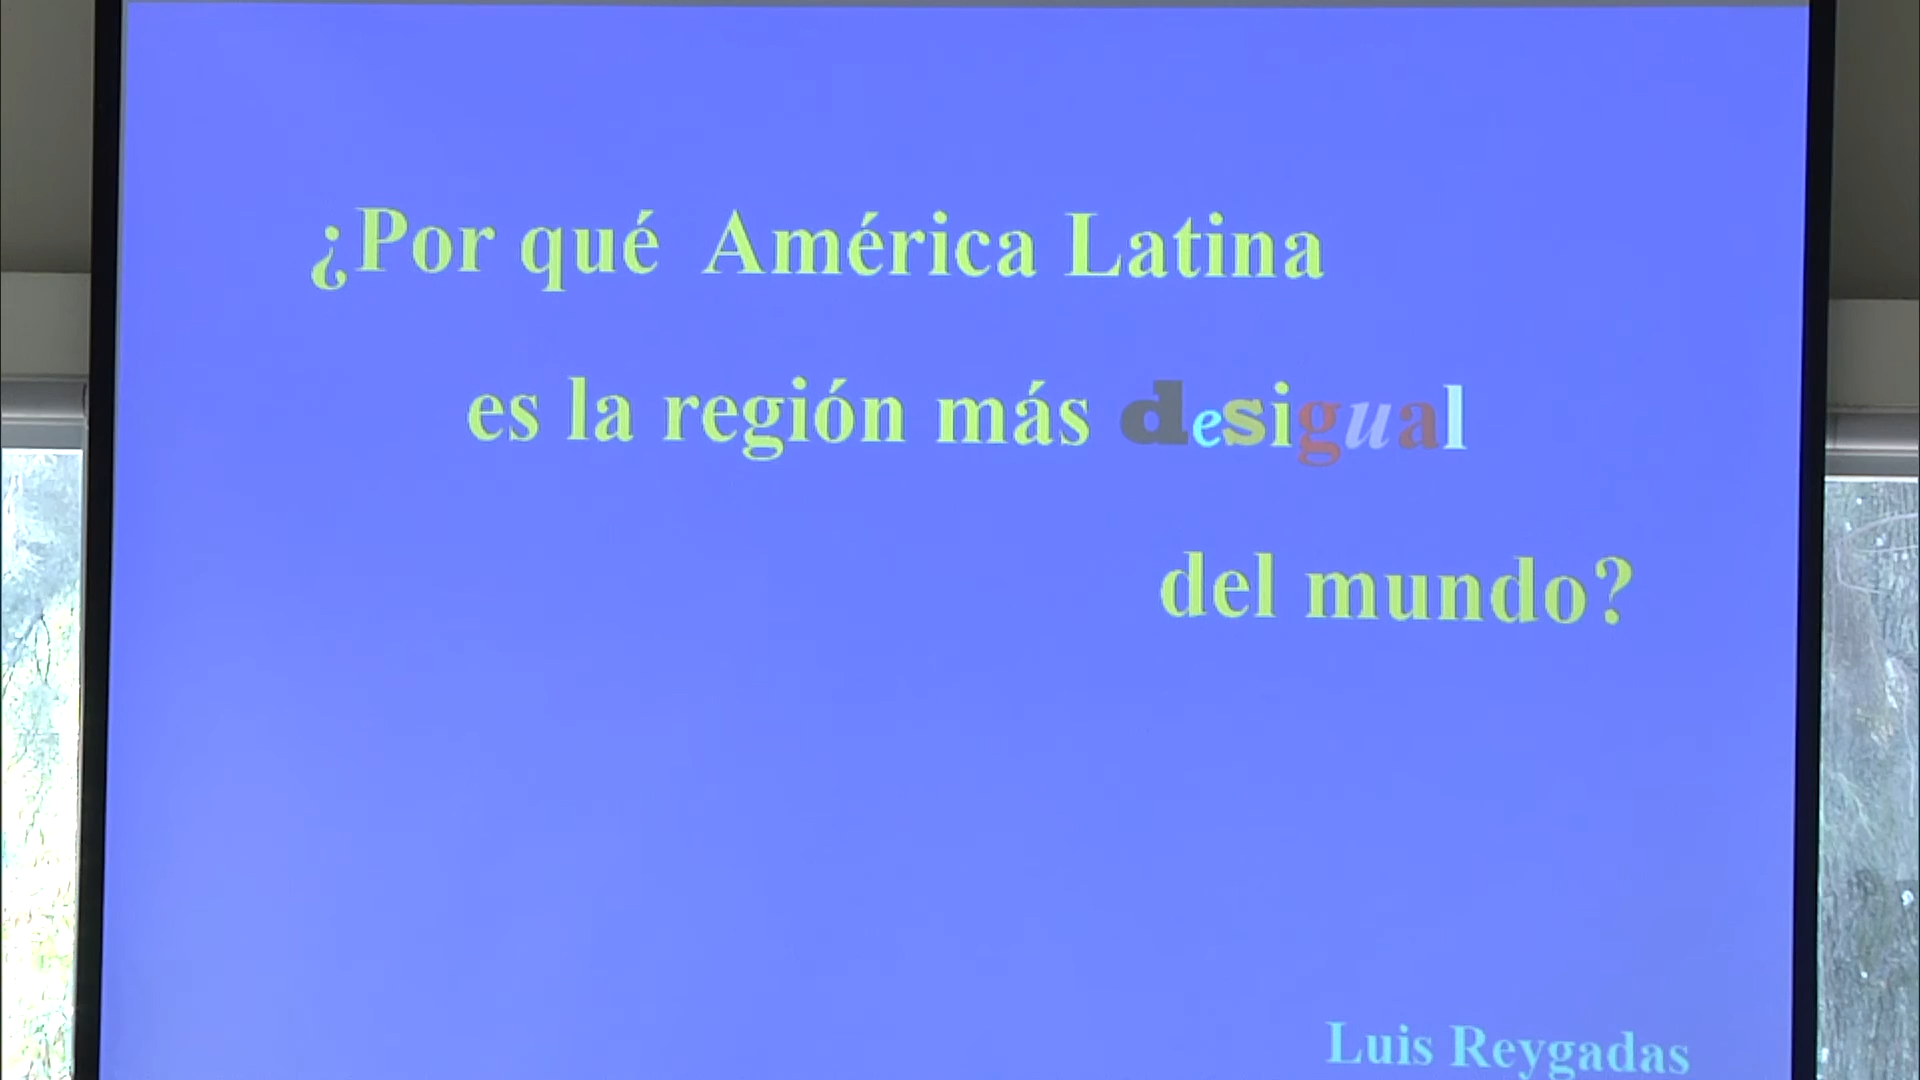 ¿Por qué América Latina
es la región más desigual
del mundo?
Luis Reygadas